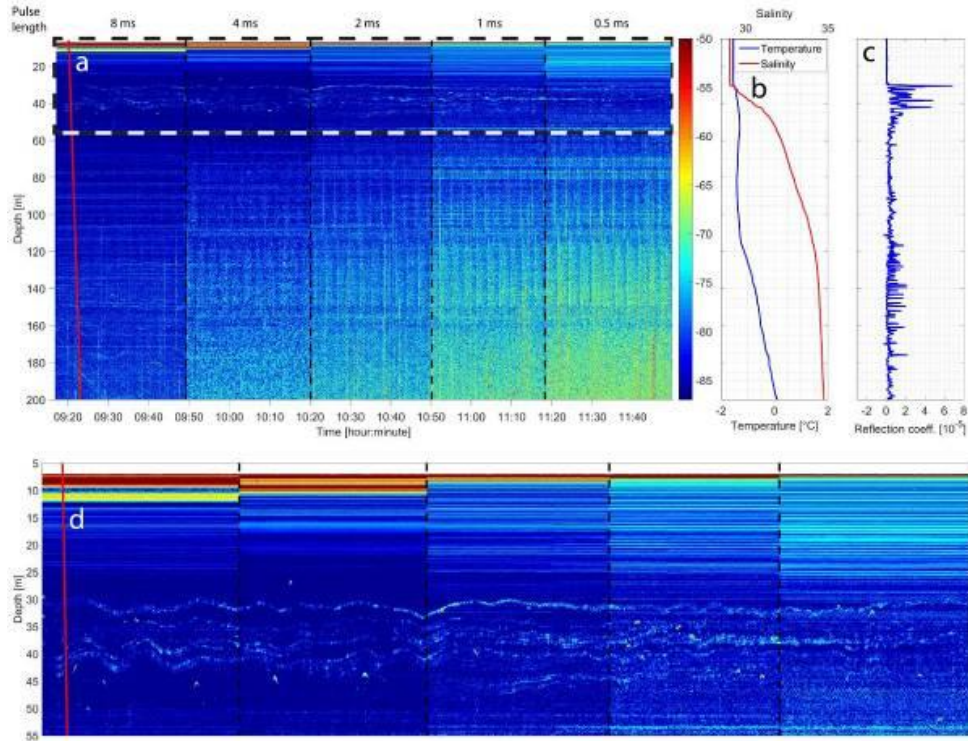 Pulse length 8 ms 4 ms 2 ms 1 ms 0.5 ms
a
20
40
60
80
100
120
140
160
180
200
Depth [m]
09:20 09:30 09:40 09:50 10:00 10:10 10:20 10:30 10:40 10:50 11:00 11:10 11:20 11:30 11:40
Time [hour:minute]
-50
-55
-60
-65
-70
-75
-80
-85
Salinity
30 35
Temperature
Salinity
b
-2 0 2
Temperature [°C]
c
-2 0 2 4 6 8
Reflection coeff. [10-5]
d
5
10
15
20
25
30
35
40
45
50
55
Depth [m]